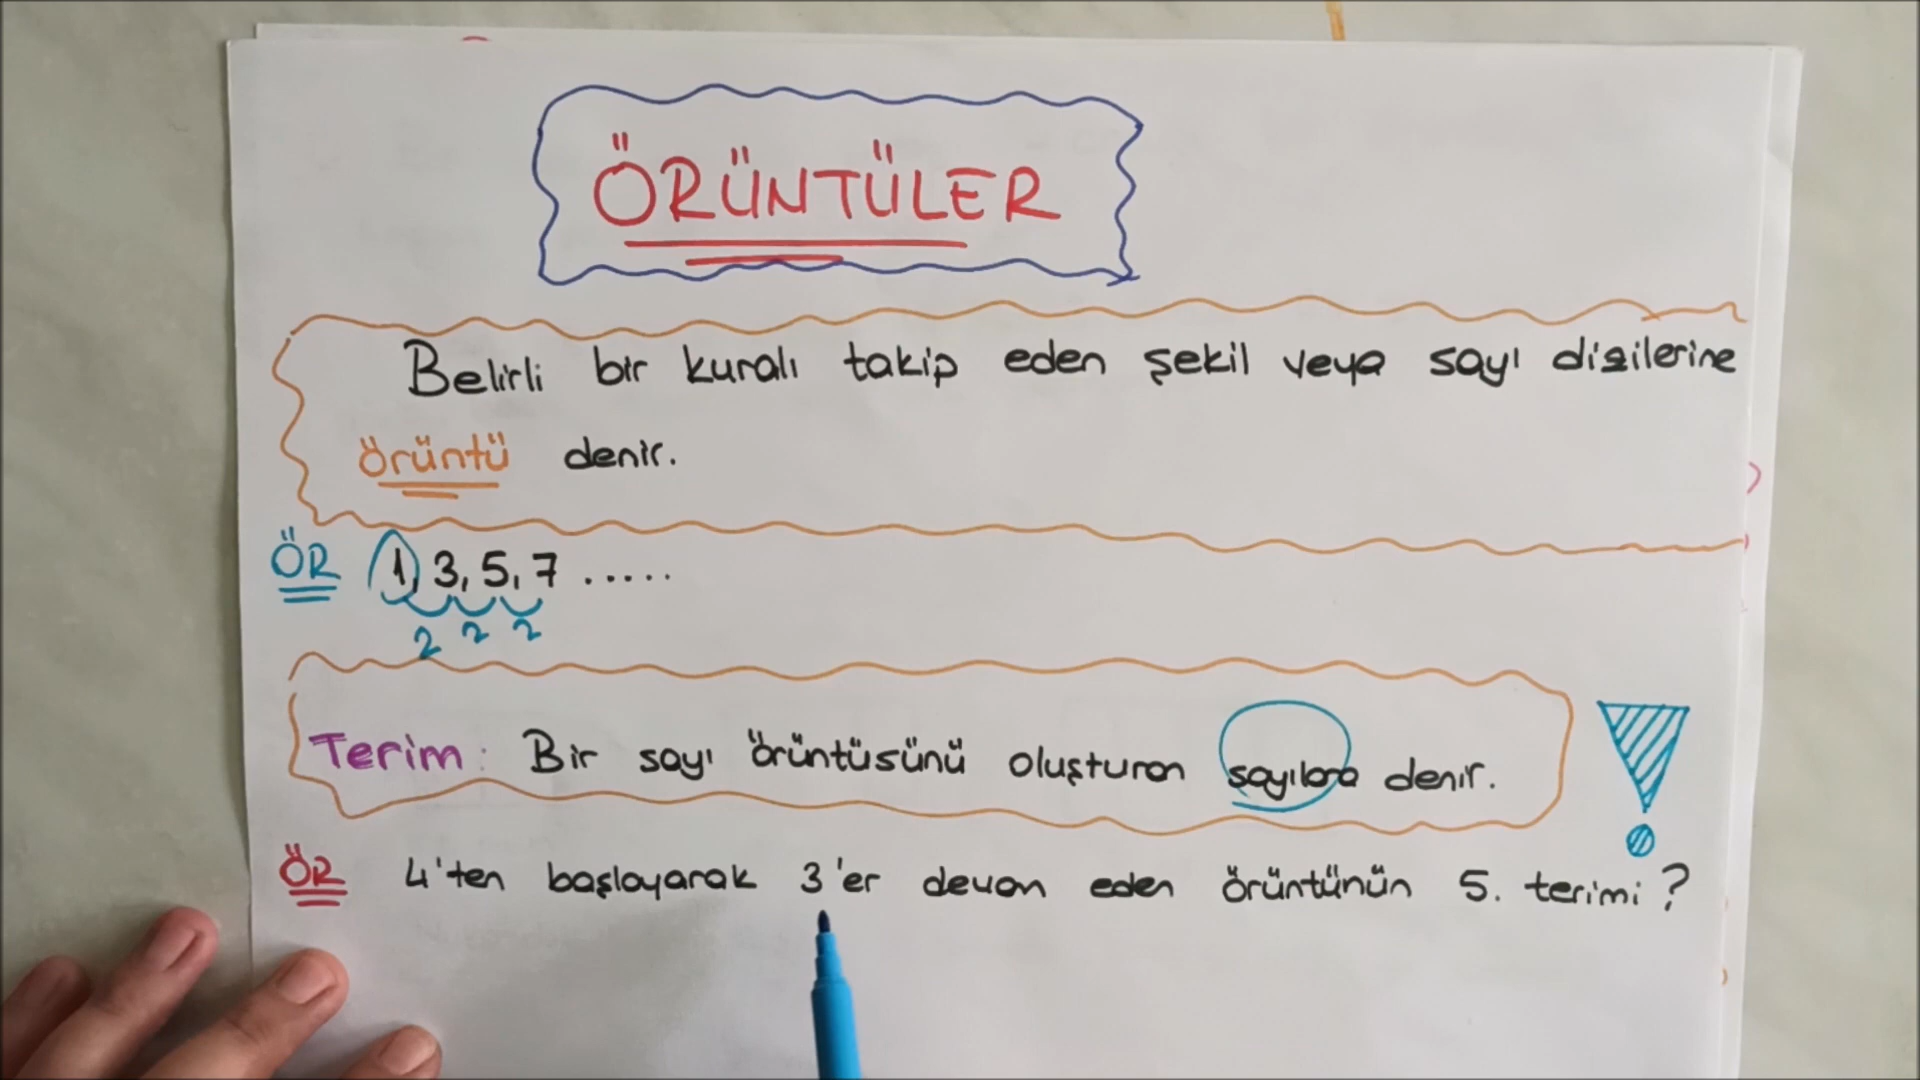 ÖRÜNTÜLER
Belirli bir kuralı takip eden şekil veya sayı dizilerine
örüntü denir.
ÖR 1, 3, 5, 7 .....
2 2 2
Terim: Bir sayı örüntüsünü oluşturan sayılara denir.
ÖR 4'ten başlayarak 3'er devam eden örüntünün 5. terimi?